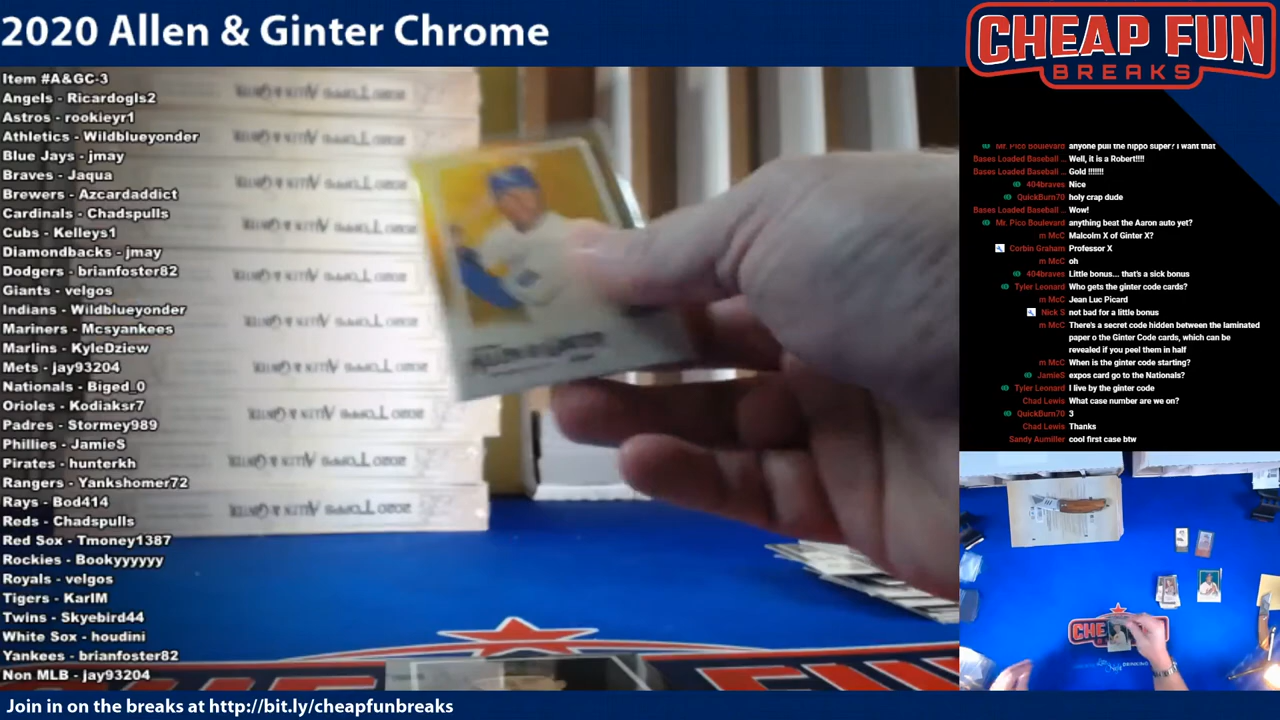 2020 Allen & Ginter Chrome
CHEAP FUN
BREAKS
Item #A&GC-3
Angels - Ricardogls2
Astros - rookieyr1
Athletics - Wildblueyonder
Blue Jays - jmay
Braves - Jaqua
Brewers - Azcardaddict
Cardinals - Chadspulls
Cubs - Kelleys1
Diamondbacks - jmay
Dodgers - brianfoster82
Giants - velgos
Indians - Wildblueyonder
Mariners - Mcsyankees
Marlins - KyleDziew
Mets - jay93204
Nationals - Biged_0
Orioles - Kodiaksr7
Padres - Stormey989
Phillies - JamieS
Pirates - hunterkh
Rangers - Yankshomer72
Rays - Bod414
Reds - Chadspulls
Red Sox - Tmoney1387
Rockies - Bookyyyyyy
Royals - velgos
Tigers - KarlM
Twins - Skyebird44
White Sox - houdini
Yankees - brianfoster82
Non MLB - jay93204
Mr. Pico Boulevard anyone pull the hippo super? I want that
Bases Loaded Baseball ... Well, it is a Robert!!!!
Bases Loaded Baseball ... Gold !!!!!!!
404braves Nice
QuickBurn70 holy crap dude
Bases Loaded Baseball ... Wow!
Mr. Pico Boulevard anything beat the Aaron auto yet?
m McC Malcolm X of Ginter X?
Corbin Graham Professor X
m McC oh
404braves Little bonus... that's a sick bonus
Tyler Leonard Who gets the ginter code cards?
m McC Jean Luc Picard
Nick S not bad for a little bonus
m McC There's a secret code hidden between the laminated
paper o the Ginter Code cards, which can be
revealed if you peel them in half
m McC When is the ginter code starting?
JamieS expos card go to the Nationals?
Tyler Leonard I live by the ginter code
Chad Lewis What case number are we on?
QuickBurn70 3
Chad Lewis Thanks
Sandy Aumiller cool first case btw
Join in on the breaks at http://bit.ly/cheapfunbreaks